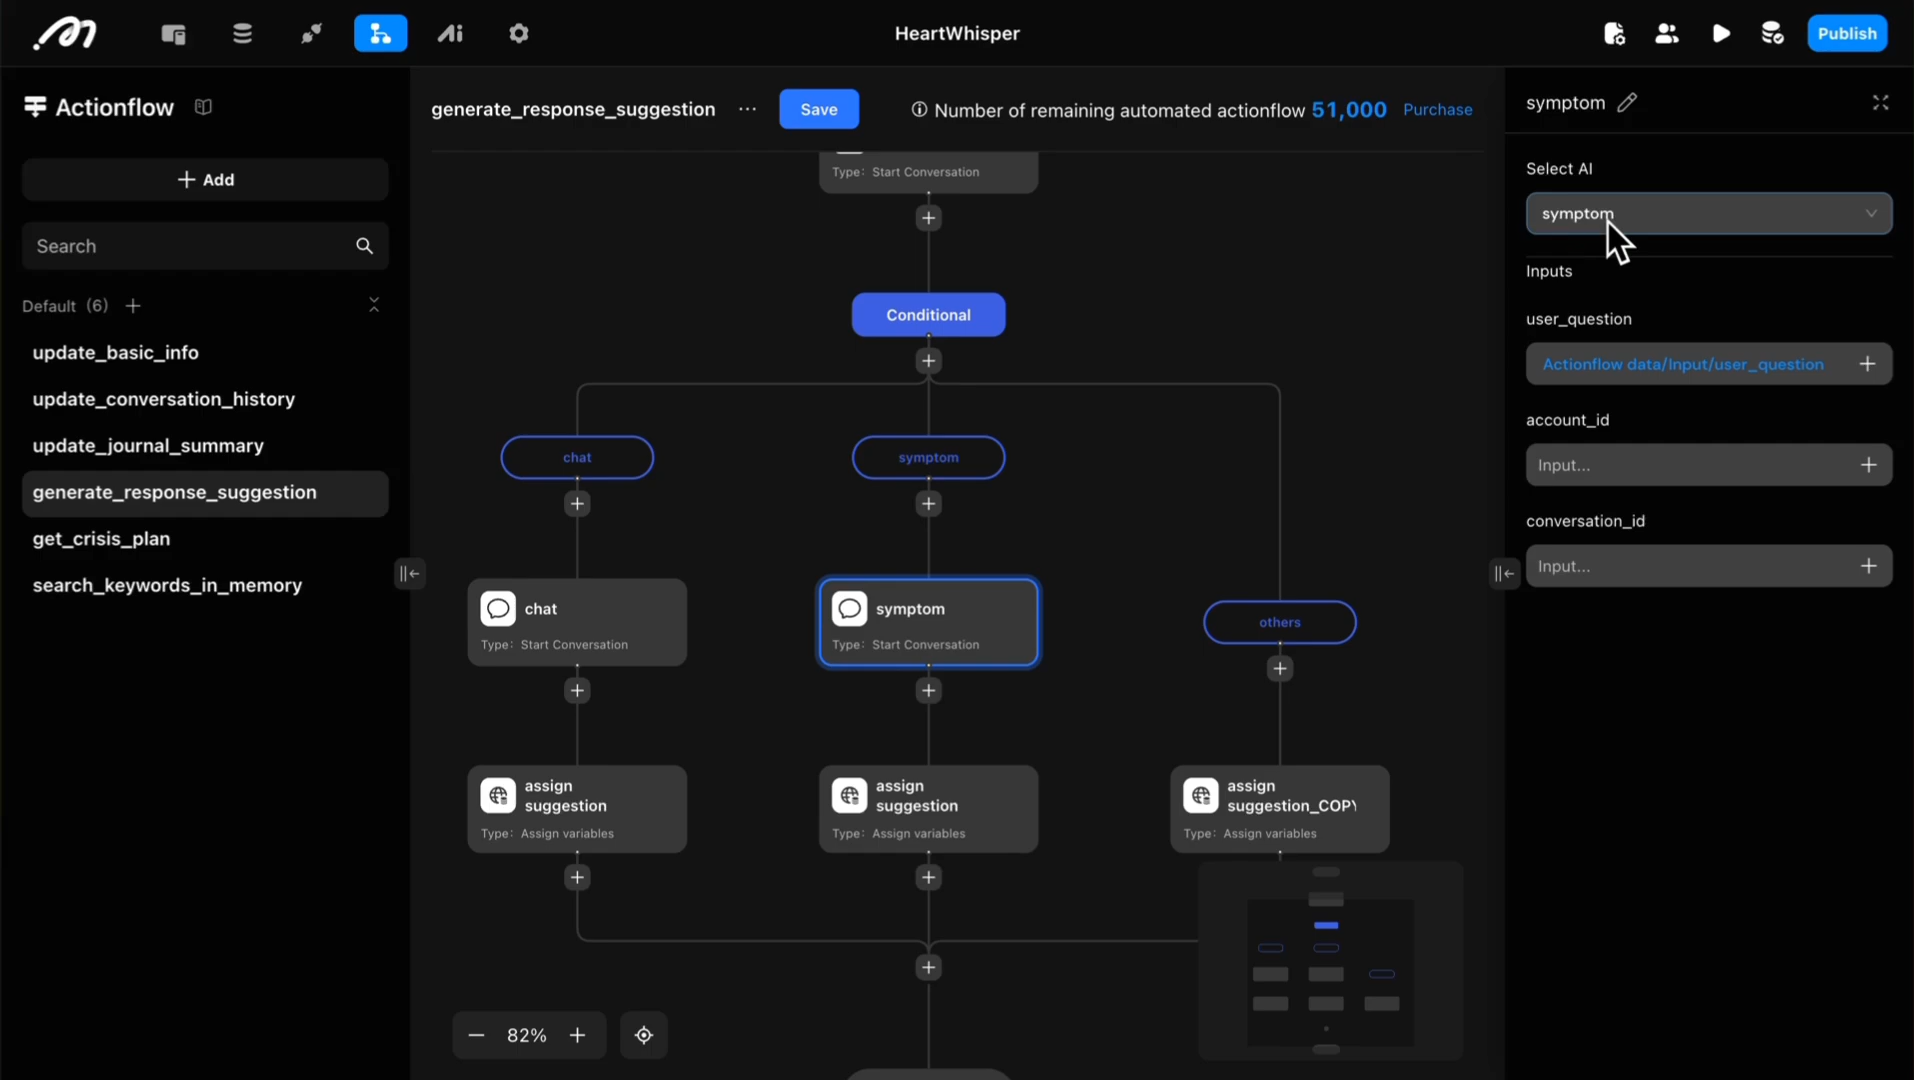 HeartWhisper
Publish
Actionflow
generate_response_suggestion
Save
Number of remaining automated actionflow 51,000 Purchase
symptom
+ Add
Search
Default (6) +
update_basic_info
update_conversation_history
update_journal_summary
generate_response_suggestion
get_crisis_plan
search_keywords_in_memory
Type: Start Conversation
Conditional
chat
symptom
chat
Type: Start Conversation
symptom
Type: Start Conversation
others
assign
suggestion
Type: Assign variables
assign
suggestion
Type: Assign variables
assign
suggestion_COPY
Type: Assign variables
82%
Select AI
symptom
Inputs
user_question
Actionflow data/Input/user_question
account_id
Input...
conversation_id
Input...